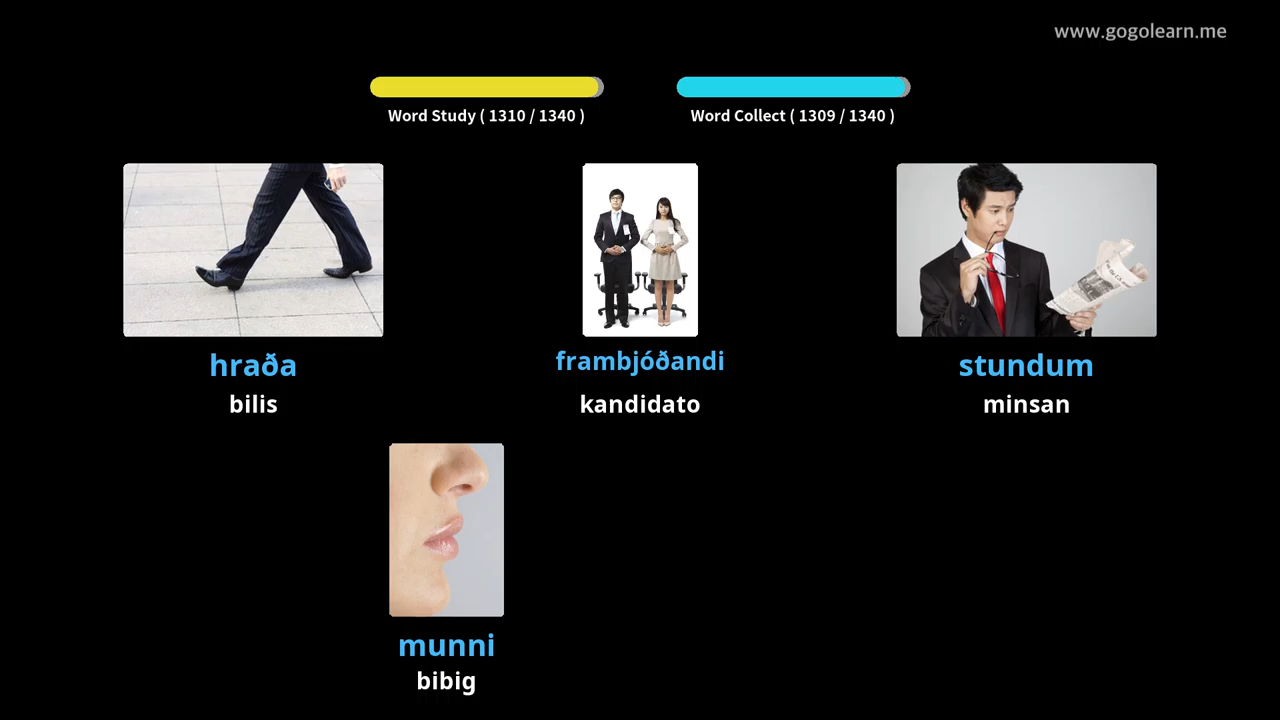 www.gogolearn.me
Word Study ( 1310 / 1340 )
Word Collect ( 1309 / 1340 )
hraða
bilis
frambjóðandi
kandidato
stundum
minsan
munni
bibig